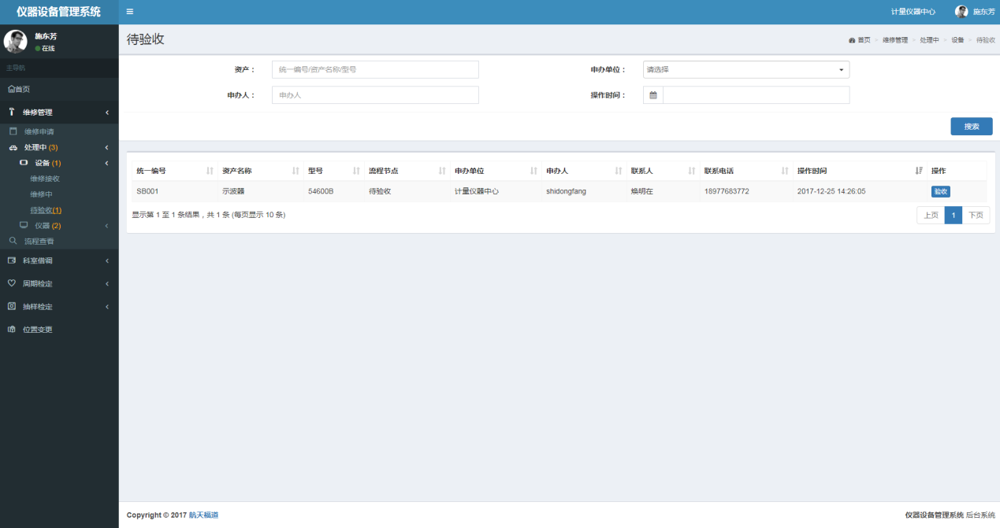 仪器设备管理系统
计量仪器中心 施东芳
施东芳
在线
主导航
首页
维修管理
维修申请
处理中 (3)
设备 (1)
维修接收
维修中
待验收(1)
仪器 (2)
流程查看
科室借调
周期检定
抽样检定
位置变更
待验收
首页 > 维修管理 > 处理中 > 设备 > 待验收
资产： 统一编号/资产名称/型号 申办单位： 请选择
申办人： 申办人 操作时间：
搜索
统一编号 资产名称 型号 流程节点 申办单位 申办人 联系人 联系电话 操作时间 操作
SB001 示波器 54600B 待验收 计量仪器中心 shidongfang 焕明在 18977683772 2017-12-25 14:26:05 验收
显示第 1 至 1 条结果，共 1 条 (每页显示 10 条) 上页 1 下页
Copyright © 2017 航天福道 仪器设备管理系统 后台系统